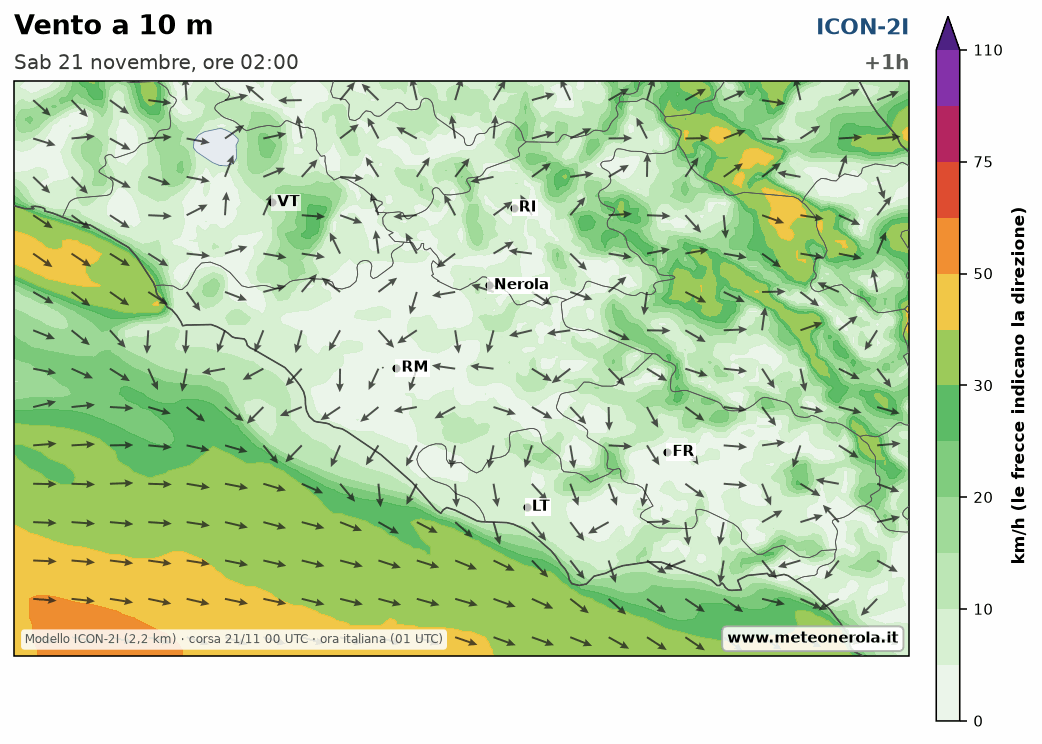 Vento a 10 m
ICON-2I
Sab 21 novembre, ore 02:00
+1h
110
75
50
30
20
10
0
km/h (le frecce indicano la direzione)
VT
RI
Nerola
RM
FR
LT
Modello ICON-2I (2,2 km) · corsa 21/11 00 UTC · ora italiana (01 UTC)
www.meteonerola.it